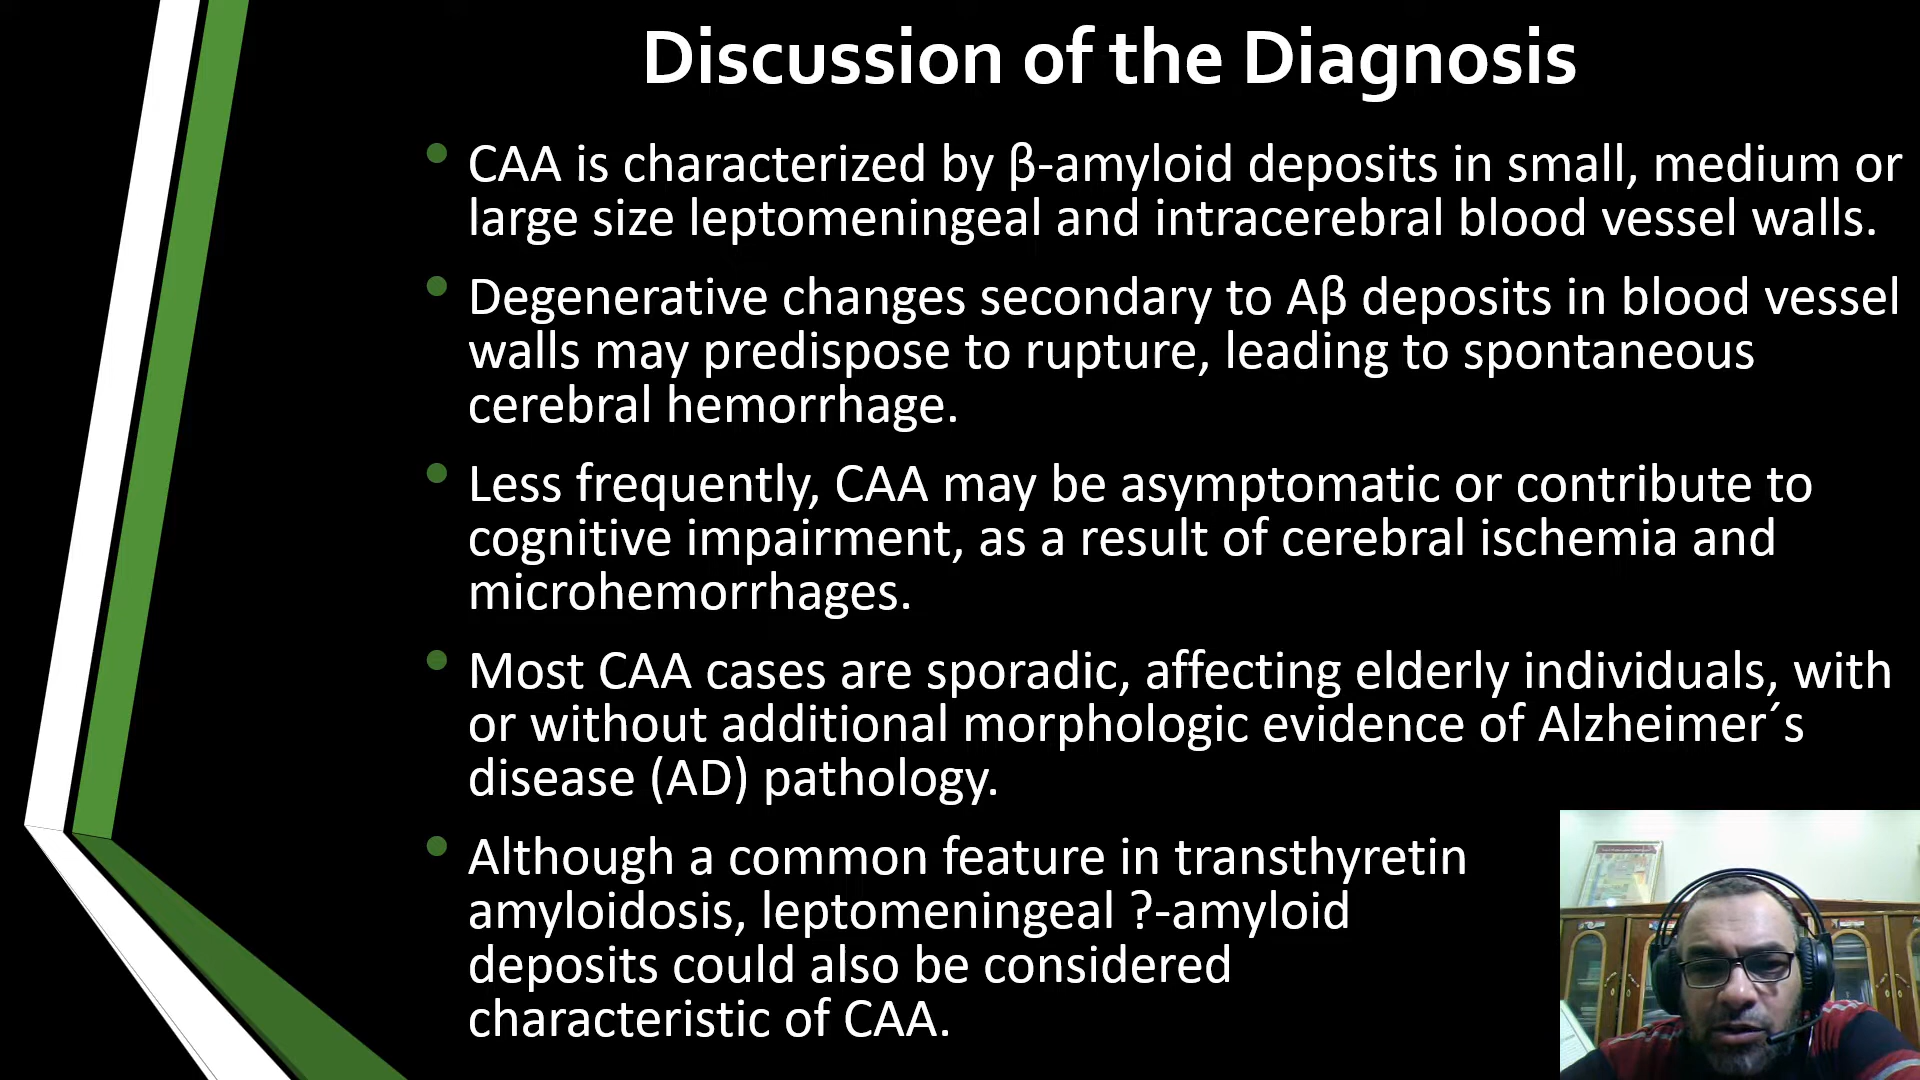 Discussion of the Diagnosis
• CAA is characterized by β-amyloid deposits in small, medium or
large size leptomeningeal and intracerebral blood vessel walls.
• Degenerative changes secondary to Aβ deposits in blood vessel
walls may predispose to rupture, leading to spontaneous
cerebral hemorrhage.
• Less frequently, CAA may be asymptomatic or contribute to
cognitive impairment, as a result of cerebral ischemia and
microhemorrhages.
• Most CAA cases are sporadic, affecting elderly individuals, with
or without additional morphologic evidence of Alzheimer´s
disease (AD) pathology.
• Although a common feature in transthyretin
amyloidosis, leptomeningeal ?-amyloid
deposits could also be considered
characteristic of CAA.